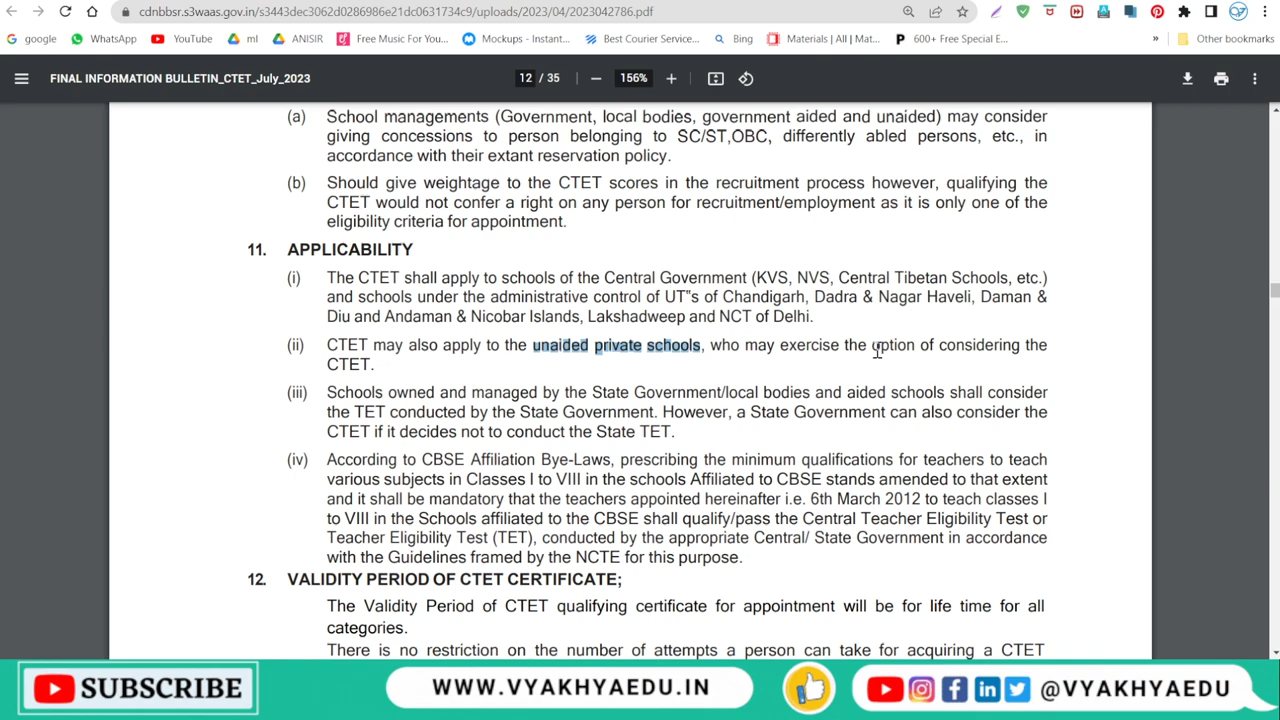 cdnbbsr.s3waas.gov.in/s3443dec3062d0286986e21dc0631734c9/uploads/2023/04/2023042786.pdf
google WhatsApp YouTube ml ANISIR Free Music For You... Mockups - Instant... Best Courier Service... Bing Materials | All | Mat... 600+ Free Special E... » Other bookmarks
FINAL INFORMATION BULLETIN_CTET_July_2023 12 / 35 156%
(a) School managements (Government, local bodies, government aided and unaided) may consider
giving concessions to person belonging to SC/ST,OBC, differently abled persons, etc., in
accordance with their extant reservation policy.
(b) Should give weightage to the CTET scores in the recruitment process however, qualifying the
CTET would not confer a right on any person for recruitment/employment as it is only one of the
eligibility criteria for appointment.
11. APPLICABILITY
(i) The CTET shall apply to schools of the Central Government (KVS, NVS, Central Tibetan Schools, etc.)
and schools under the administrative control of UT"s of Chandigarh, Dadra & Nagar Haveli, Daman &
Diu and Andaman & Nicobar Islands, Lakshadweep and NCT of Delhi.
(ii) CTET may also apply to the unaided private schools, who may exercise the option of considering the
CTET.
(iii) Schools owned and managed by the State Government/local bodies and aided schools shall consider
the TET conducted by the State Government. However, a State Government can also consider the
CTET if it decides not to conduct the State TET.
(iv) According to CBSE Affiliation Bye-Laws, prescribing the minimum qualifications for teachers to teach
various subjects in Classes I to VIII in the schools Affiliated to CBSE stands amended to that extent
and it shall be mandatory that the teachers appointed hereinafter i.e. 6th March 2012 to teach classes I
to VIII in the Schools affiliated to the CBSE shall qualify/pass the Central Teacher Eligibility Test or
Teacher Eligibility Test (TET), conducted by the appropriate Central/ State Government in accordance
with the Guidelines framed by the NCTE for this purpose.
12. VALIDITY PERIOD OF CTET CERTIFICATE;
The Validity Period of CTET qualifying certificate for appointment will be for life time for all
categories.
There is no restriction on the number of attempts a person can take for acquiring a CTET
SUBSCRIBE WWW.VYAKHYAEDU.IN @VYAKHYAEDU